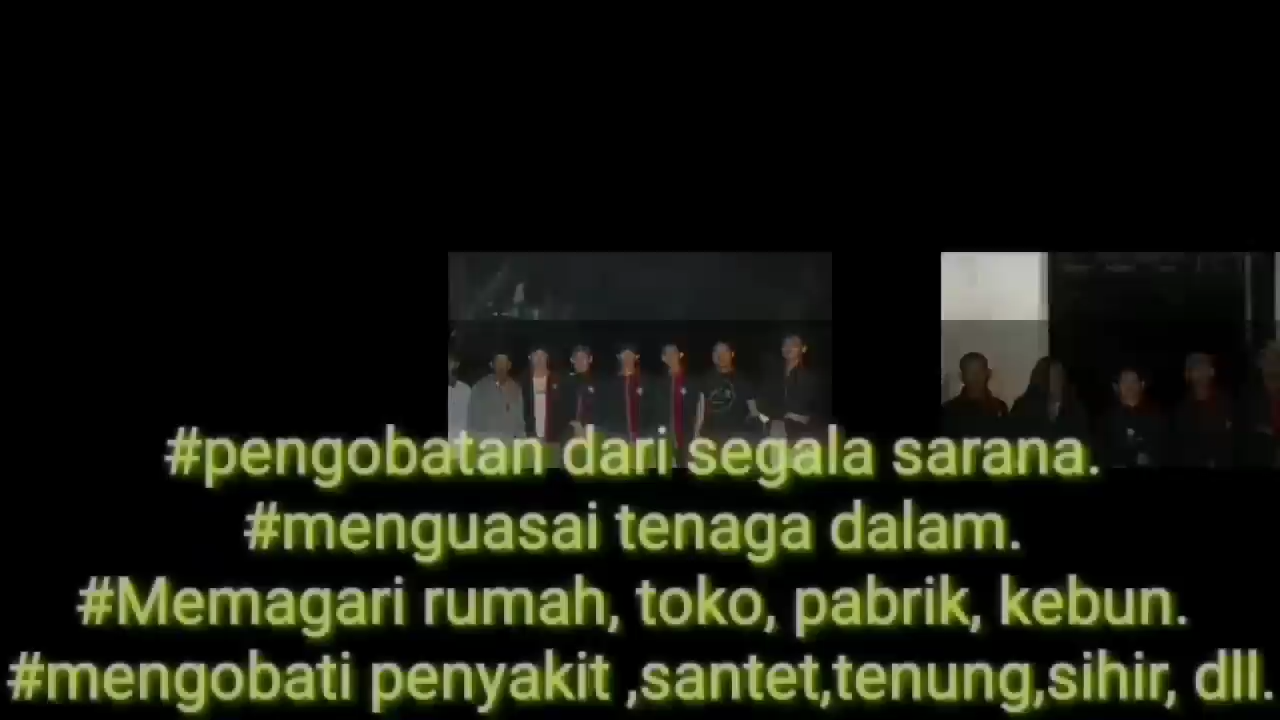 #pengobatan dari segala sarana.
#menguasai tenaga dalam.
#Memagari rumah, toko, pabrik, kebun.
#mengobati penyakit ,santet,tenung,sihir, dll.